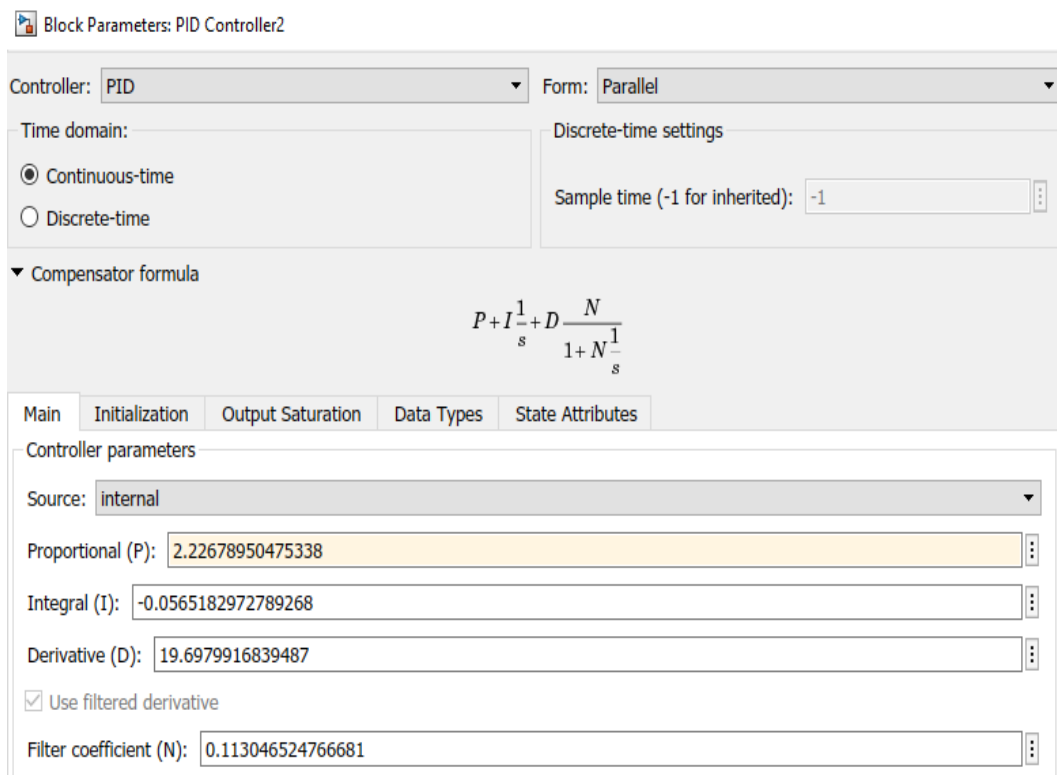 Block Parameters: PID Controller2
Controller: PID Form: Parallel
Time domain: Discrete-time settings
Continuous-time
Sample time (-1 for inherited): -1
Discrete-time
Compensator formula
P+I 1/s + D N/(1+N 1/s)
Main Initialization Output Saturation Data Types State Attributes
Controller parameters
Source: internal
Proportional (P): 2.22678950475338
Integral (I): -0.0565182972789268
Derivative (D): 19.6979916839487
Use filtered derivative
Filter coefficient (N): 0.113046524766681